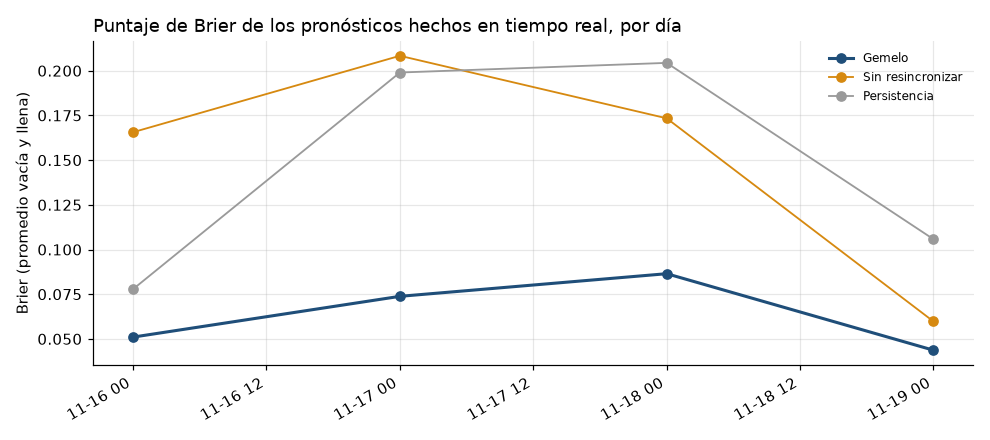 Puntaje de Brier de los pronósticos hechos en tiempo real, por día
Brier (promedio vacía y llena)
0.200
0.175
0.150
0.125
0.100
0.075
0.050
Gemelo
Sin resincronizar
Persistencia
11-16 00
11-16 12
11-17 00
11-17 12
11-18 00
11-18 12
11-19 00